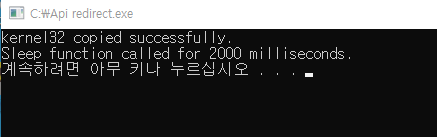 C:\Api redirect.exe
kernel32 copied successfully.
Sleep function called for 2000 milliseconds.
계속하려면 아무 키나 누르십시오 . . .